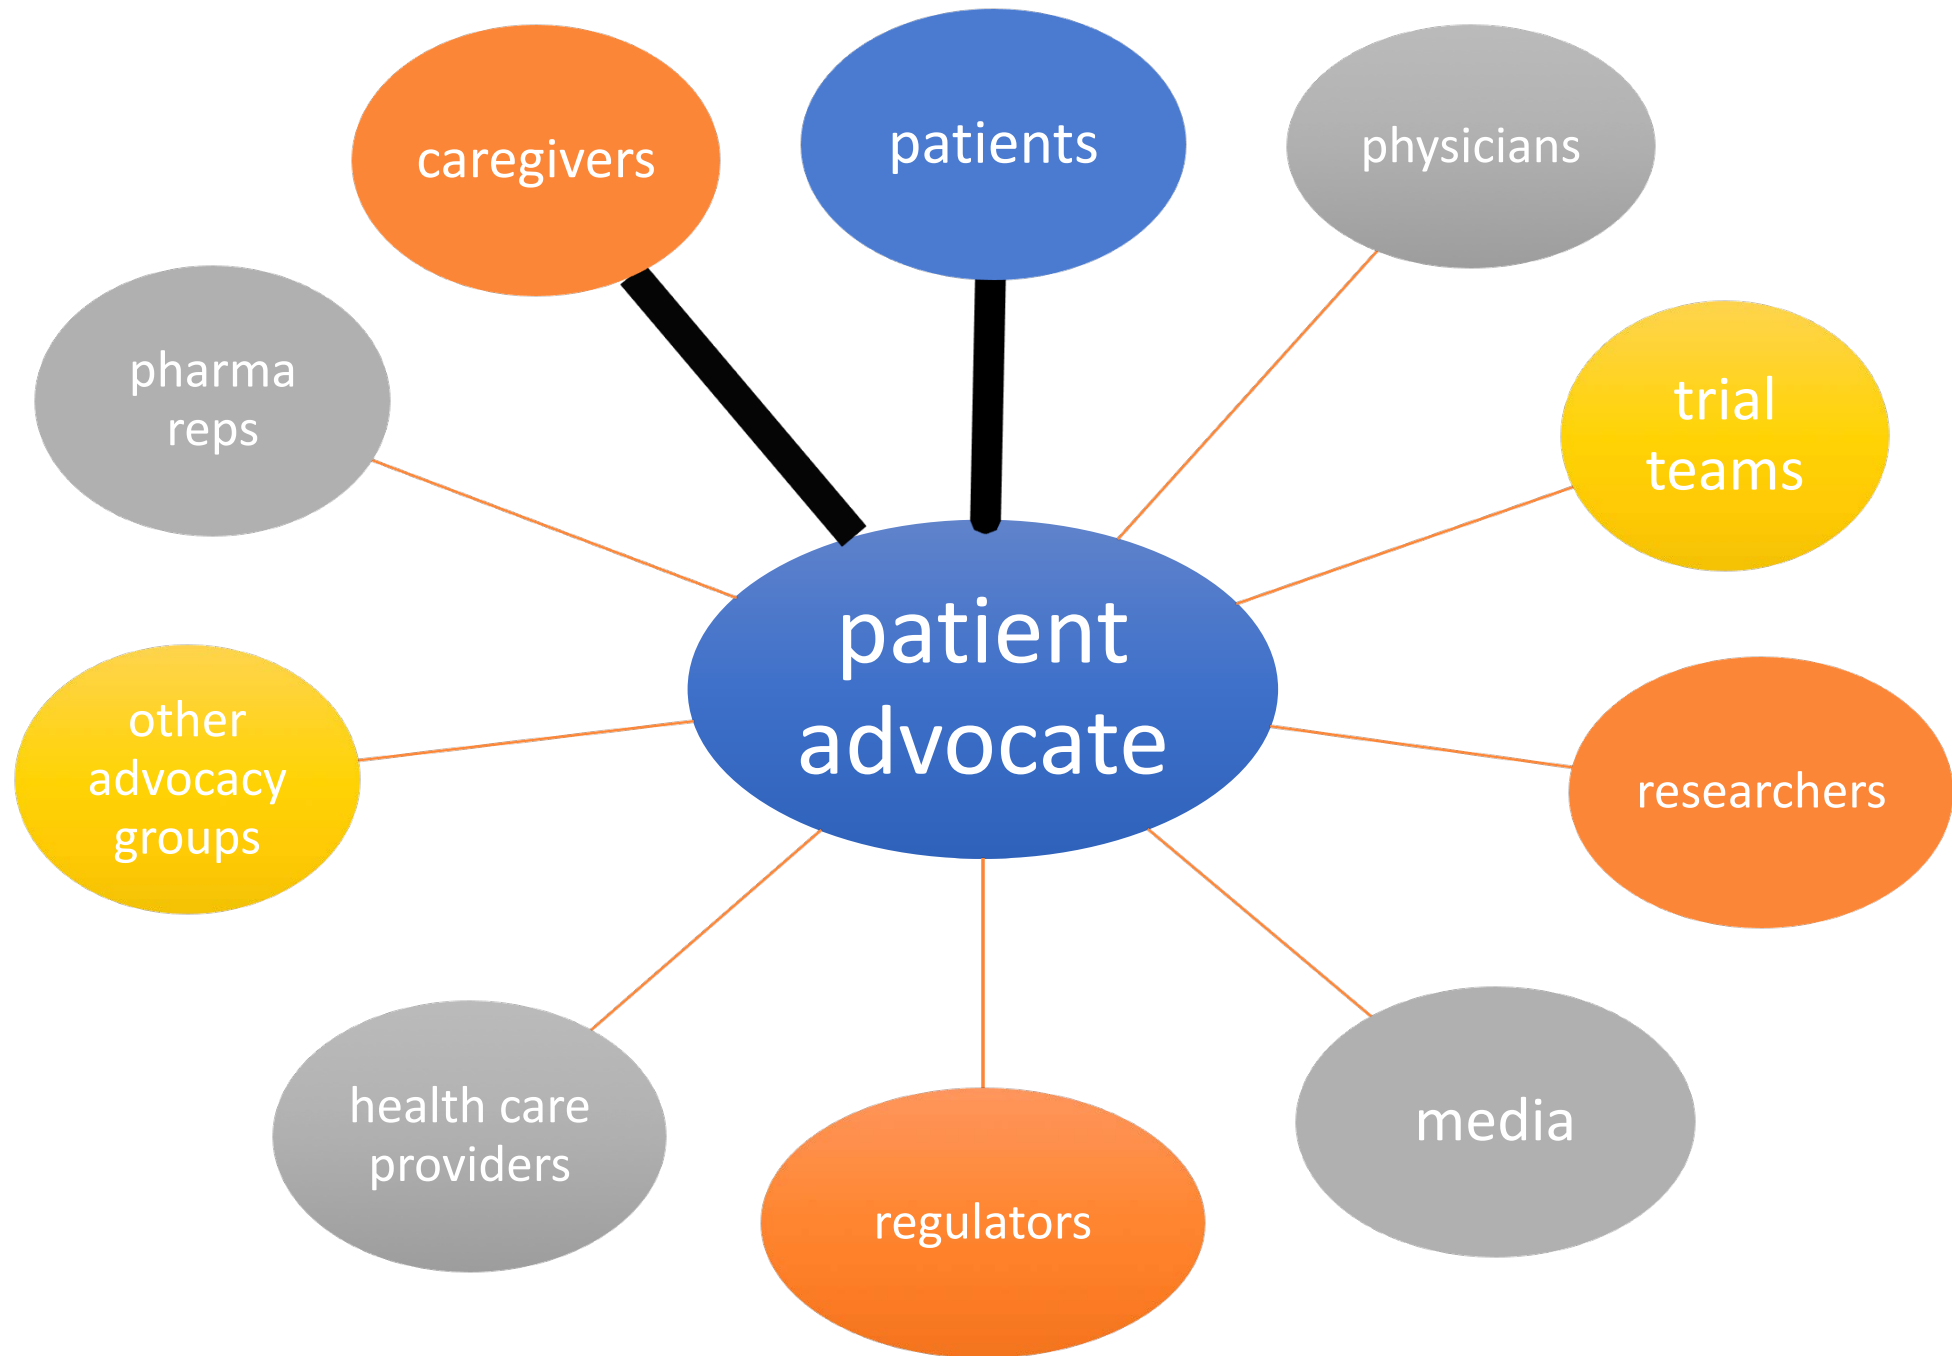 caregivers
patients
physicians
pharma
reps
trial
teams
patient
advocate
other
advocacy
groups
researchers
health care
providers
regulators
media